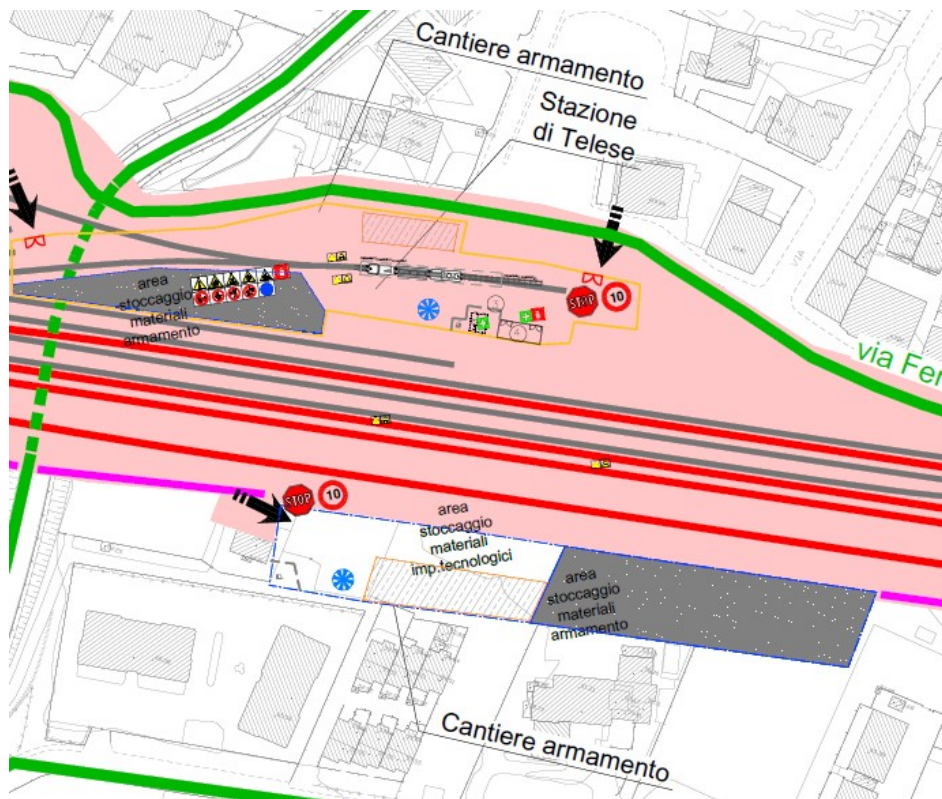 Cantiere armamento
Stazione
di Telese
area
stoccaggio
materiali
armamento
STOP
10
via Fer
VIA
STOP
10
area
stoccaggio
materiali
imp.tecnologici
area
stoccaggio
materiali
armamento
Cantiere armamento